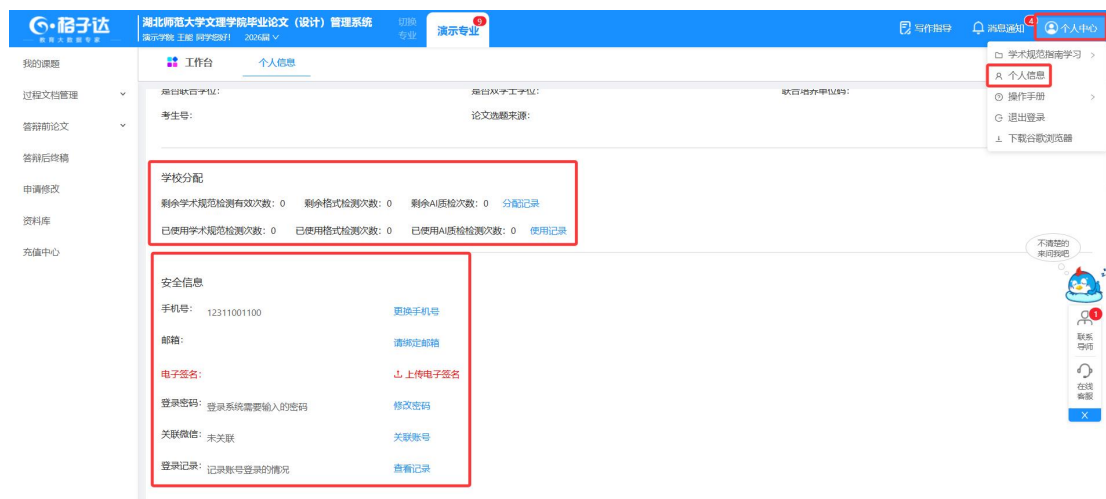 格子达
教育大数据专家
湖北师范大学文理学院毕业论文（设计）管理系统
演示学院 王能 同学您好! 2026届
切换专业
演示专业 9
写作指导
消息通知 4
个人中心
学术规范指南学习
个人信息
操作手册
退出登录
下载谷歌浏览器
我的课题
过程文档管理
答辩前论文
答辩后终稿
申请修改
资料库
充值中心
工作台 个人信息
是否联合学位: 是否双学士学位: 联合培养单位码:
考生号: 论文选题来源:
学校分配
剩余学术规范检测有效次数: 0 剩余格式检测次数: 0 剩余AI质检次数: 0 分配记录
已使用学术规范检测次数: 0 已使用格式检测次数: 0 已使用AI质检检测次数: 0 使用记录
安全信息
手机号: 12311001100 更换手机号
邮箱: 请绑定邮箱
电子签名: 上传电子签名
登录密码: 登录系统需要输入的密码 修改密码
关联微信: 未关联 关联账号
登录记录: 记录账号登录的情况 查看记录
不清楚的
来问我吧
1
联系
导师
在线
客服
X